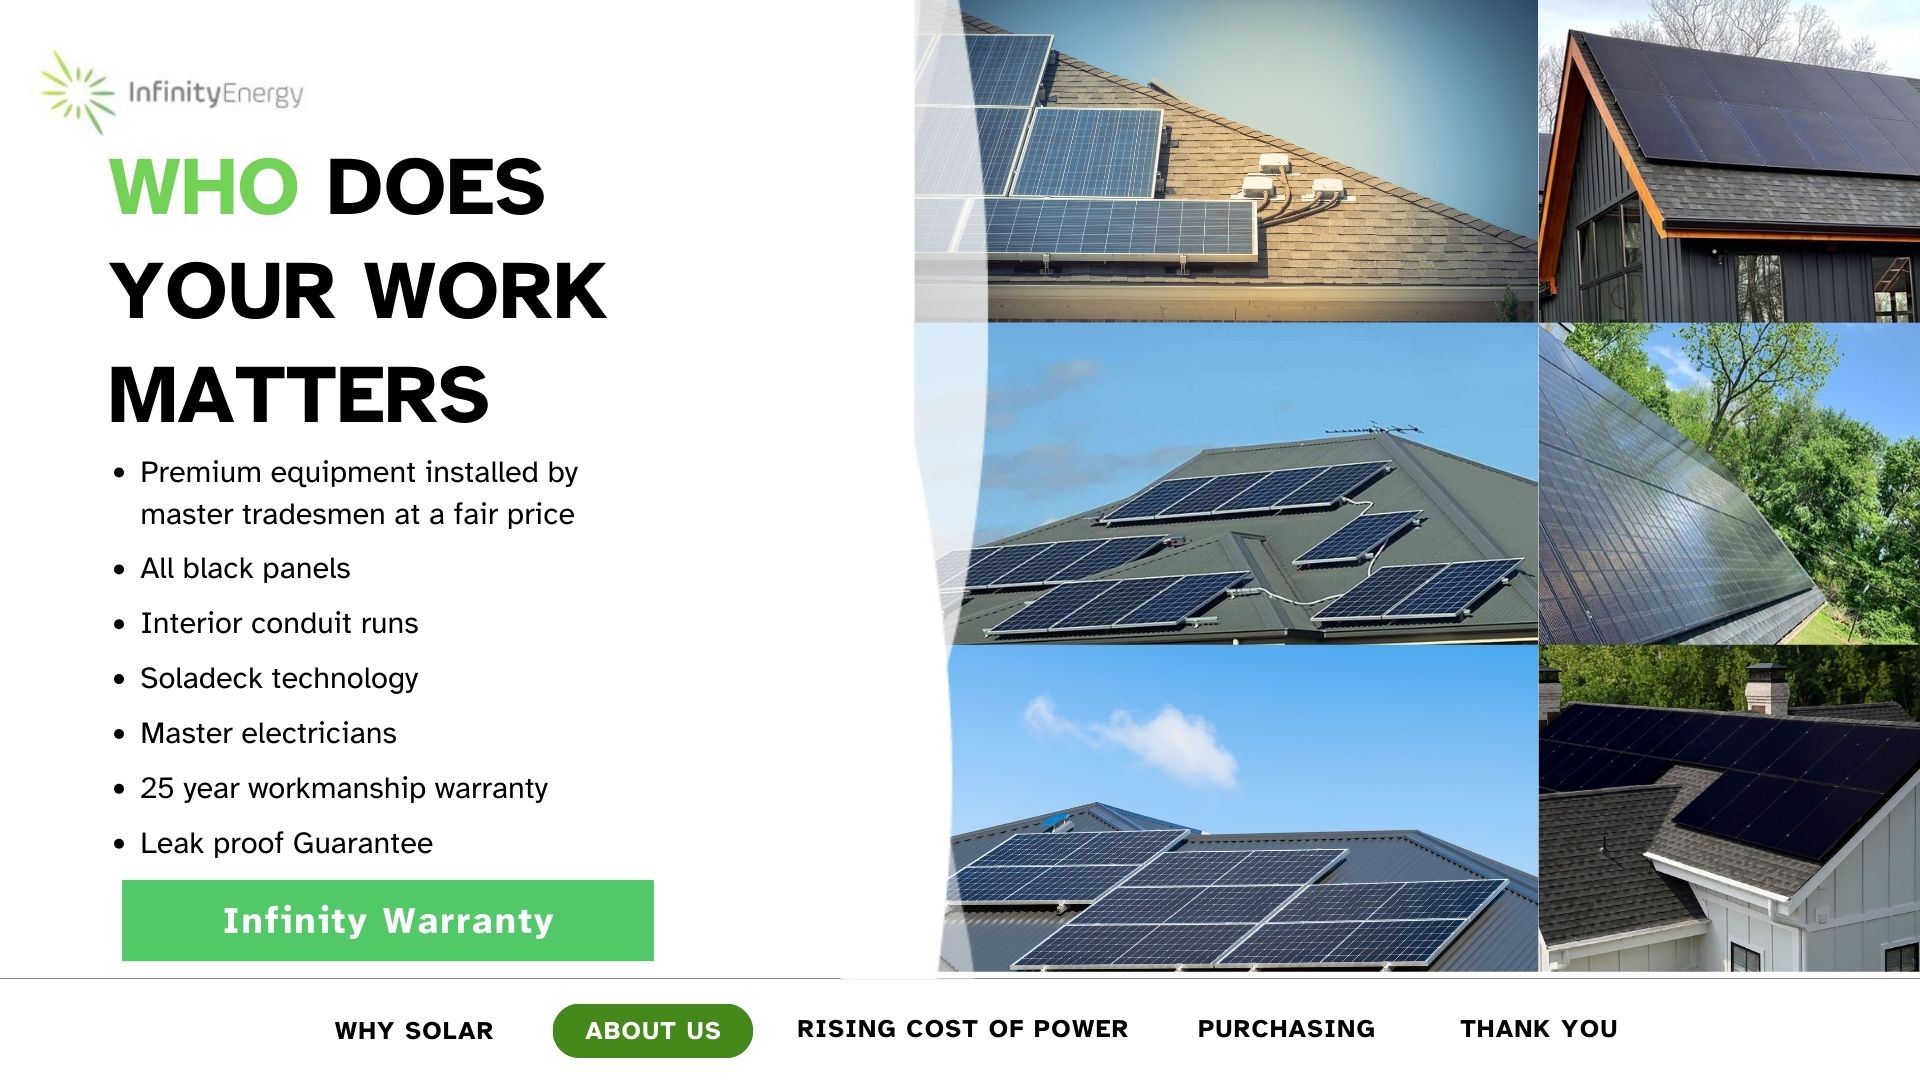 InfinityEnergy
WHO DOES
YOUR WORK
MATTERS
• Premium equipment installed by
master tradesmen at a fair price
• All black panels
• Interior conduit runs
• Soladeck technology
• Master electricians
• 25 year workmanship warranty
• Leak proof Guarantee
Infinity Warranty
WHY SOLAR ABOUT US RISING COST OF POWER PURCHASING THANK YOU